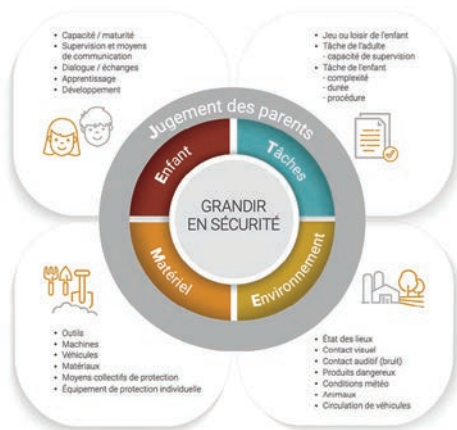 • Capacité / maturité
• Supervision et moyens
de communication
• Dialogue / échanges
• Apprentissage
• Développement
• Jeu ou loisir de l'enfant
• Tâche de l'adulte
- capacité de supervision
• Tâche de l'enfant
- complexité
- durée
- procédure
Jugement des parents
Enfant
Tâches
GRANDIR
EN SÉCURITÉ
Matériel
Environnement
• Outils
• Machines
• Véhicules
• Matériaux
• Moyens collectifs de protection
• Équipement de protection individuelle
• État des lieux
• Contact visuel
• Contact auditif (bruit)
• Produits dangereux
• Conditions météo
• Animaux
• Circulation de véhicules